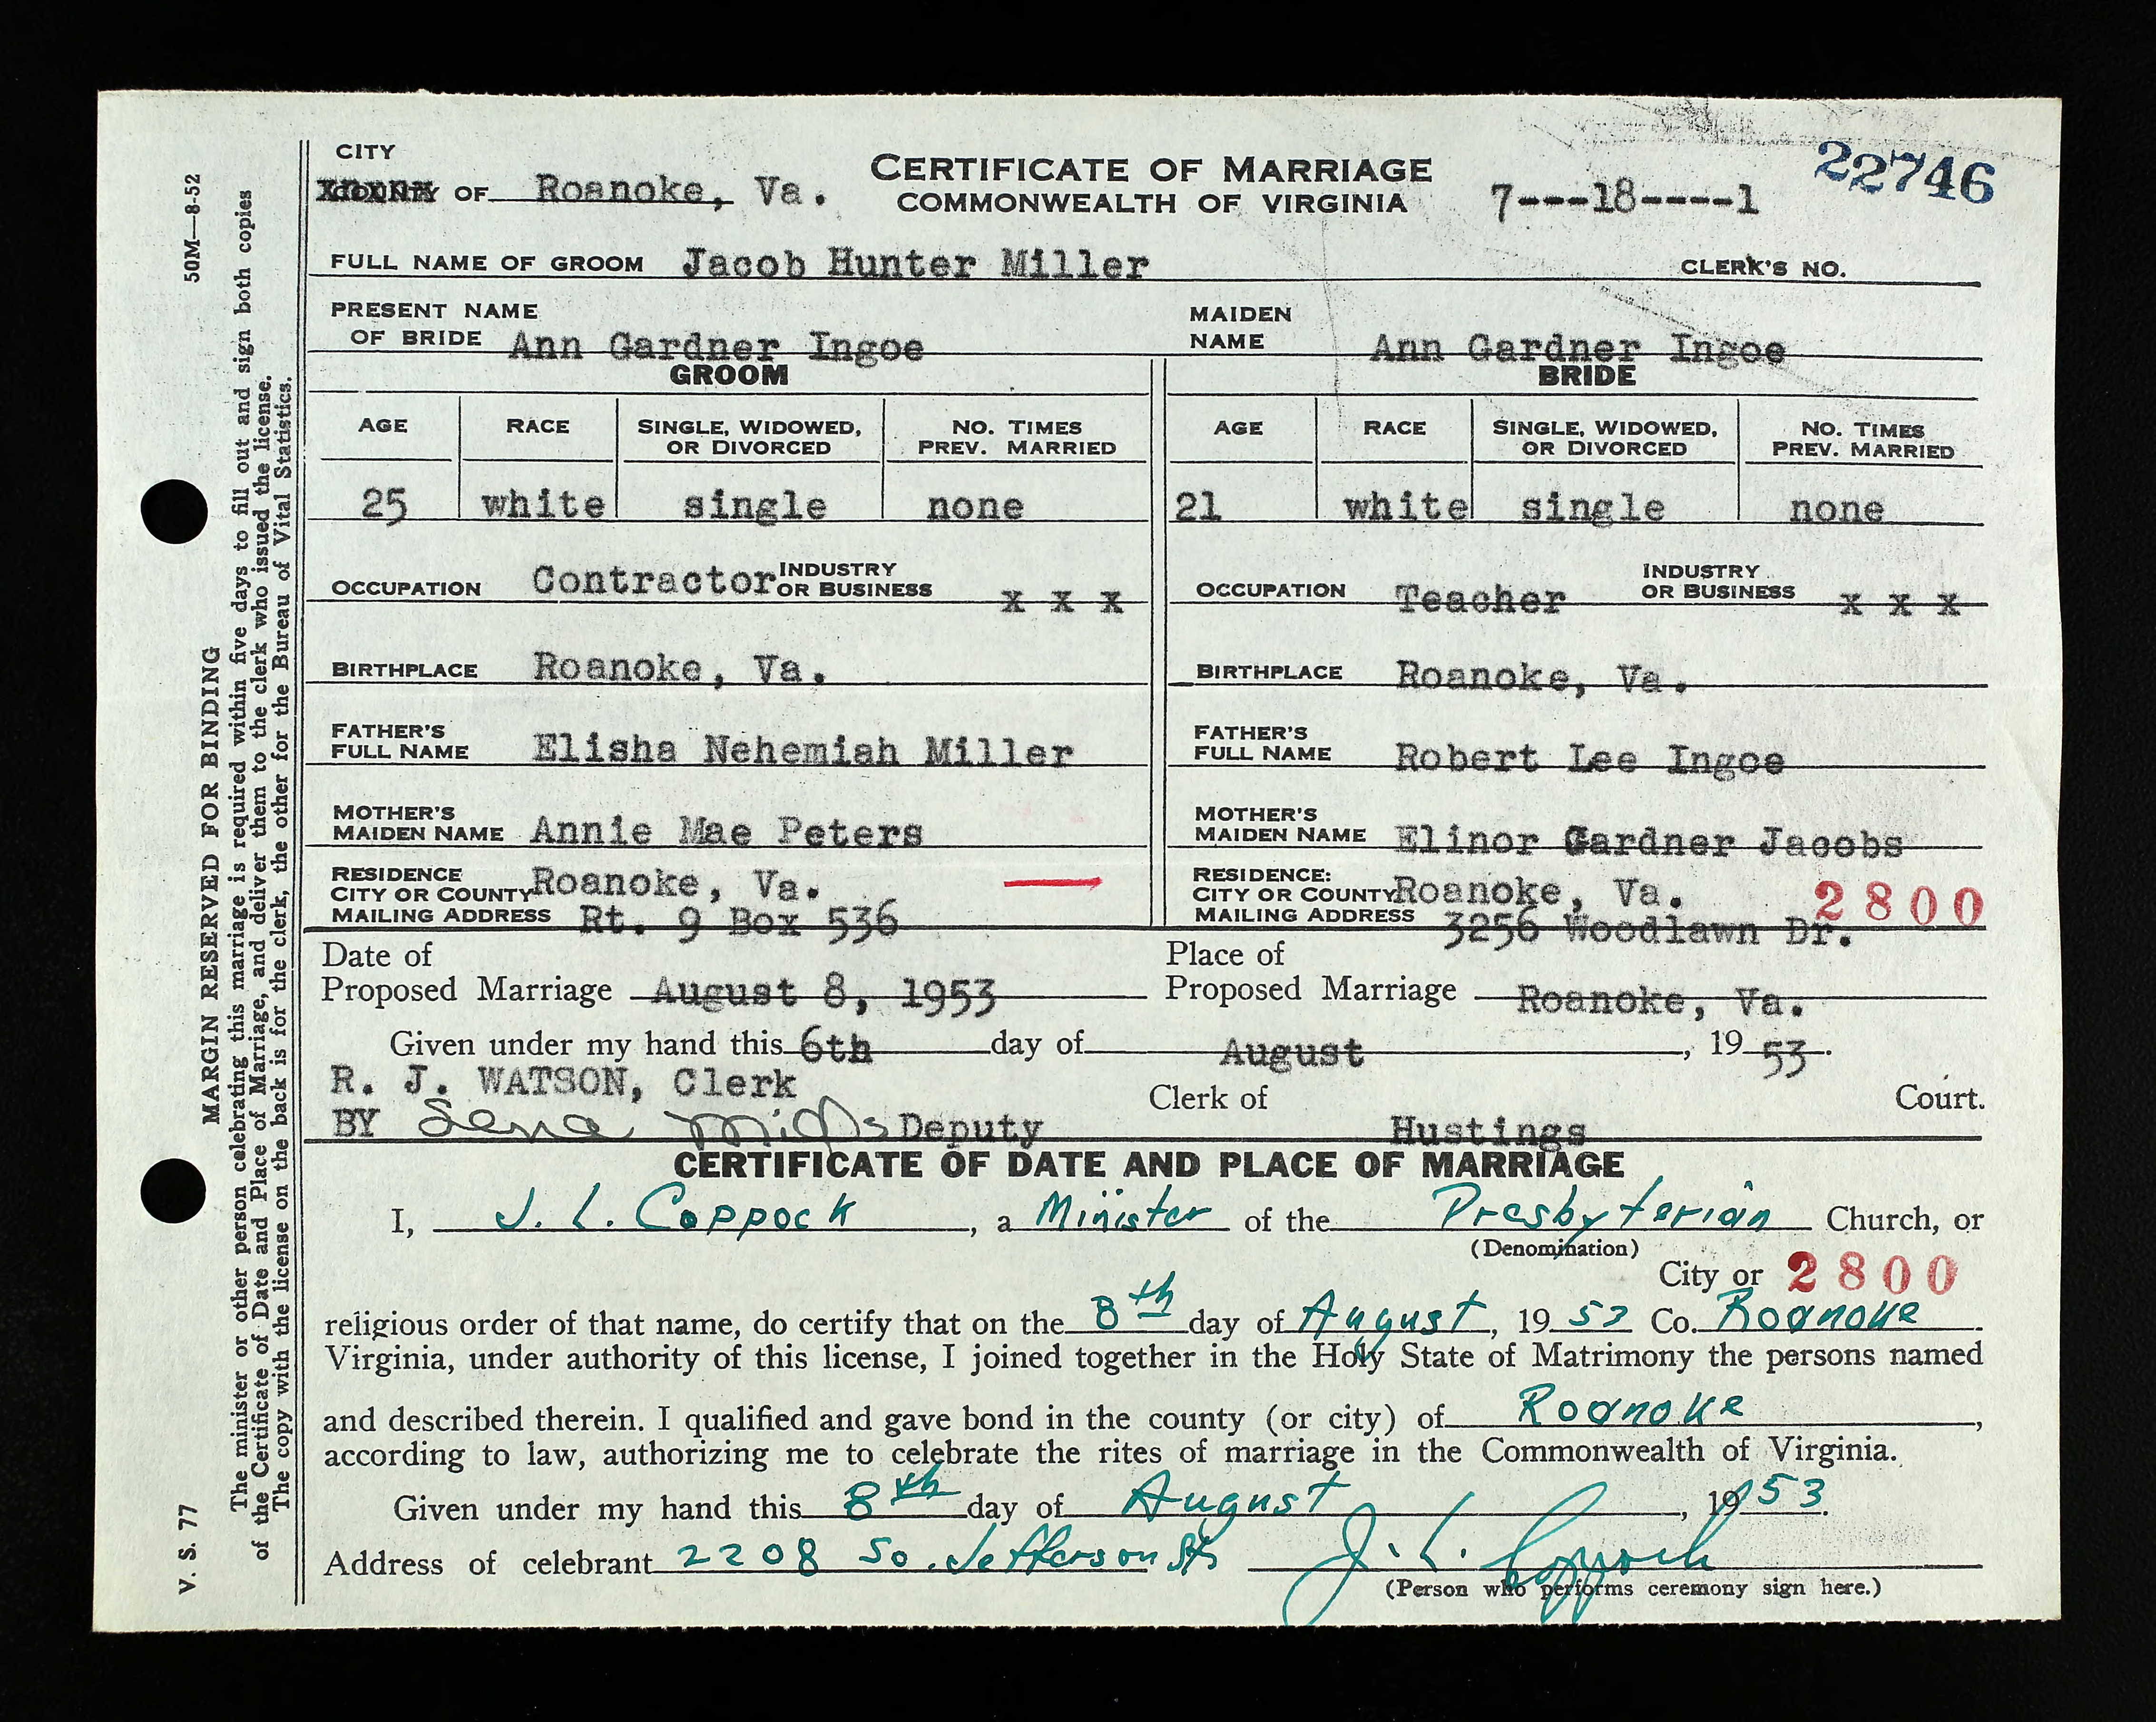 CITY
COUNTY OF Roanoke, Va.
CERTIFICATE OF MARRIAGE
COMMONWEALTH OF VIRGINIA
7---18----1
22746
FULL NAME OF GROOM Jacob Hunter Miller CLERK'S NO.
PRESENT NAME
OF BRIDE Ann Gardner Ingoe
MAIDEN
NAME Ann Gardner Ingoe
GROOM
AGE RACE SINGLE, WIDOWED, OR DIVORCED NO. TIMES PREV. MARRIED
25 white single none
OCCUPATION Contractor INDUSTRY OR BUSINESS x x x
BIRTHPLACE Roanoke, Va.
FATHER'S
FULL NAME Elisha Nehemiah Miller
MOTHER'S
MAIDEN NAME Annie Mae Peters
RESIDENCE
CITY OR COUNTY Roanoke, Va.
MAILING ADDRESS Rt. 9 Box 536
BRIDE
AGE RACE SINGLE, WIDOWED, OR DIVORCED NO. TIMES PREV. MARRIED
21 white single none
OCCUPATION Teacher INDUSTRY OR BUSINESS x x x
BIRTHPLACE Roanoke, Va.
FATHER'S
FULL NAME Robert Lee Ingoe
MOTHER'S
MAIDEN NAME Elinor Gardner Jacobs
RESIDENCE:
CITY OR COUNTY Roanoke, Va. 2800
MAILING ADDRESS 3256 Woodlawn Dr.
Date of
Proposed Marriage August 8, 1953
Place of
Proposed Marriage Roanoke, Va.
Given under my hand this 6th day of August, 19 53.
R. J. WATSON, Clerk
BY Lena Deputy
Clerk of Hustings Court.
CERTIFICATE OF DATE AND PLACE OF MARRIAGE
I, J. L. Coppock, a Minister of the Presbyterian Church, or
(Denomination)
City or 2800
religious order of that name, do certify that on the 8th day of August, 19 53 Co. Roanoke
Virginia, under authority of this license, I joined together in the Holy State of Matrimony the persons named
and described therein. I qualified and gave bond in the county (or city) of Roanoke,
according to law, authorizing me to celebrate the rites of marriage in the Commonwealth of Virginia.
Given under my hand this 8th day of August, 1953.
Address of celebrant 2208 So. Jefferson St J. L. Coppock
(Person who performs ceremony sign here.)
V. S. 77
MARGIN RESERVED FOR BINDING
50M—8-52
The minister or other person celebrating this marriage is required within five days to fill out and sign both copies
of the Certificate of Date and Place of Marriage, and deliver them to the clerk who issued the license.
The copy with the license on the back is for the clerk, the other for the Bureau of Vital Statistics.